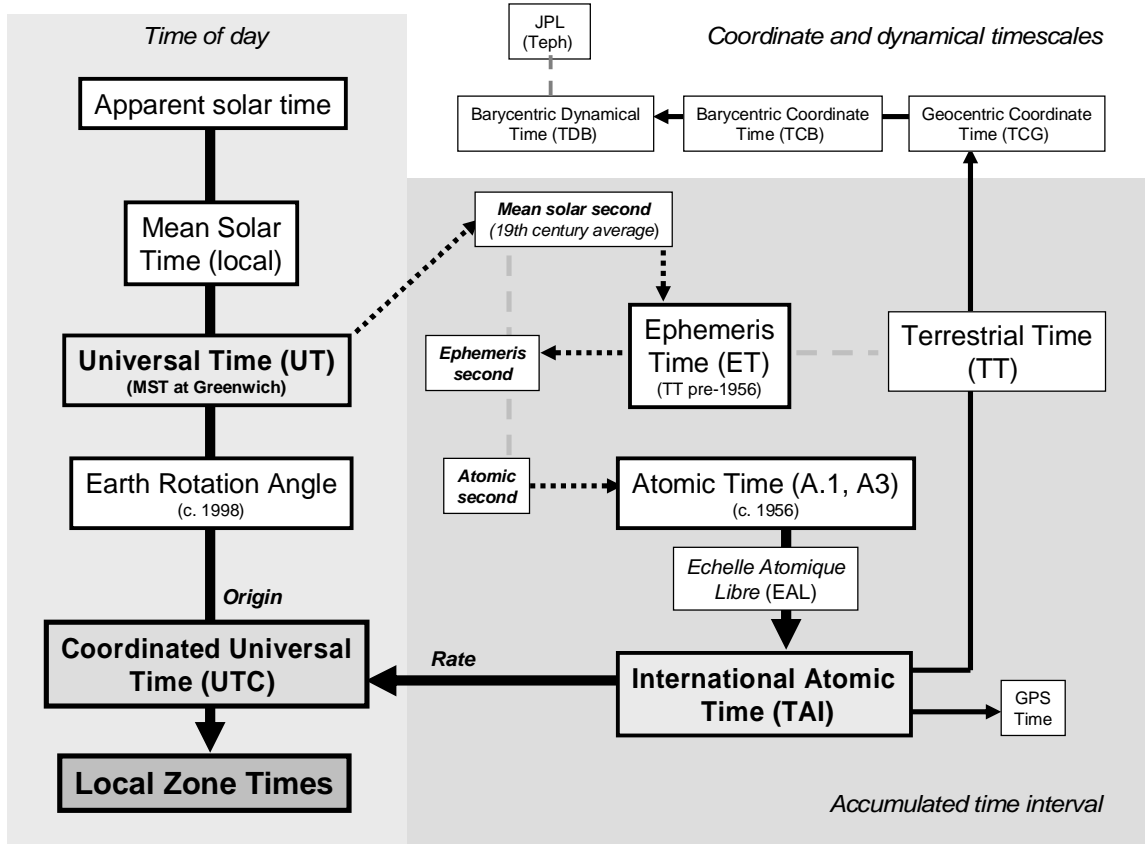 Time of day
Apparent solar time
Mean Solar
Time (local)
Universal Time (UT)
(MST at Greenwich)
Earth Rotation Angle
(c. 1998)
Origin
Coordinated Universal
Time (UTC)
Local Zone Times
JPL
(Teph)
Coordinate and dynamical timescales
Barycentric Dynamical
Time (TDB)
Barycentric Coordinate
Time (TCB)
Geocentric Coordinate
Time (TCG)
Mean solar second
(19th century average)
Ephemeris
second
Ephemeris
Time (ET)
(TT pre-1956)
Terrestrial Time
(TT)
Atomic
second
Atomic Time (A.1, A3)
(c. 1956)
Echelle Atomique
Libre (EAL)
Rate
International Atomic
Time (TAI)
GPS
Time
Accumulated time interval